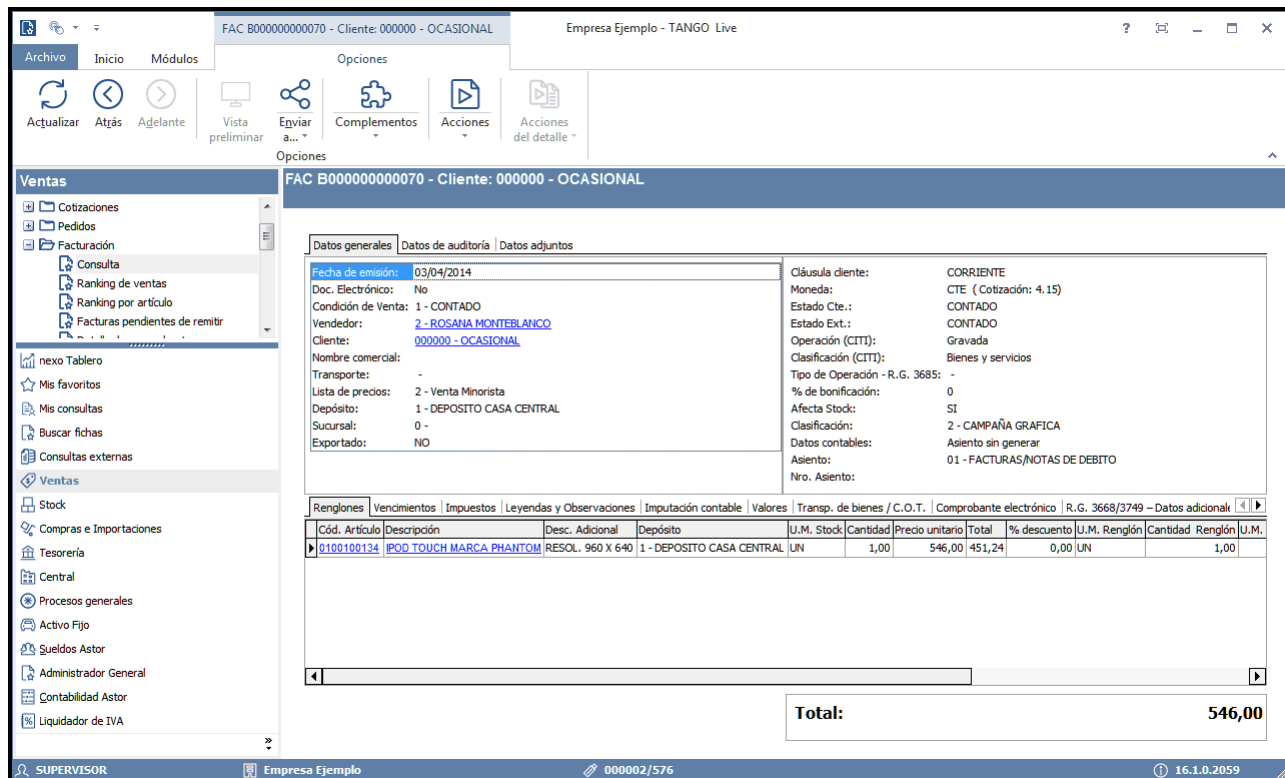 FAC B000000000070 - Cliente: 000000 - OCASIONAL
Empresa Ejemplo - TANGO Live
?
Archivo Inicio Módulos Opciones
Actualizar Atrás Adelante Vista preliminar Enviar a... Complementos Acciones Acciones del detalle
Opciones
Ventas
FAC B000000000070 - Cliente: 000000 - OCASIONAL
Cotizaciones
Pedidos
Facturación
Consulta
Ranking de ventas
Ranking por artículo
Facturas pendientes de remitir
nexo Tablero
Mis favoritos
Mis consultas
Buscar fichas
Consultas externas
Ventas
Stock
Compras e Importaciones
Tesorería
Central
Procesos generales
Activo Fijo
Sueldos Astor
Administrador General
Contabilidad Astor
Liquidador de IVA
Datos generales Datos de auditoría Datos adjuntos
Fecha de emisión: 03/04/2014
Doc. Electrónico: No
Condición de Venta: 1 - CONTADO
Vendedor: 2 - ROSANA MONTEBLANCO
Cliente: 000000 - OCASIONAL
Nombre comercial:
Transporte: -
Lista de precios: 2 - Venta Minorista
Depósito: 1 - DEPOSITO CASA CENTRAL
Sucursal: 0 -
Exportado: NO
Cláusula cliente: CORRIENTE
Moneda: CTE ( Cotización: 4.15)
Estado Cte.: CONTADO
Estado Ext.: CONTADO
Operación (CITI): Gravada
Clasificación (CITI): Bienes y servicios
Tipo de Operación - R.G. 3685: -
% de bonificación: 0
Afecta Stock: SI
Clasificación: 2 - CAMPAÑA GRAFICA
Datos contables: Asiento sin generar
Asiento: 01 - FACTURAS/NOTAS DE DEBITO
Nro. Asiento:
Renglones Vencimientos Impuestos Leyendas y Observaciones Imputación contable Valores Transp. de bienes / C.O.T. Comprobante electrónico R.G. 3668/3749 – Datos adicionale
Cód. Artículo Descripción Desc. Adicional Depósito U.M. Stock Cantidad Precio unitario Total % descuento U.M. Renglón Cantidad Renglón U.M.
0100100134 IPOD TOUCH MARCA PHANTOM RESOL. 960 X 640 1 - DEPOSITO CASA CENTRAL UN 1,00 546,00 451,24 0,00 UN 1,00
Total: 546,00
SUPERVISOR Empresa Ejemplo 000002/576 16.1.0.2059